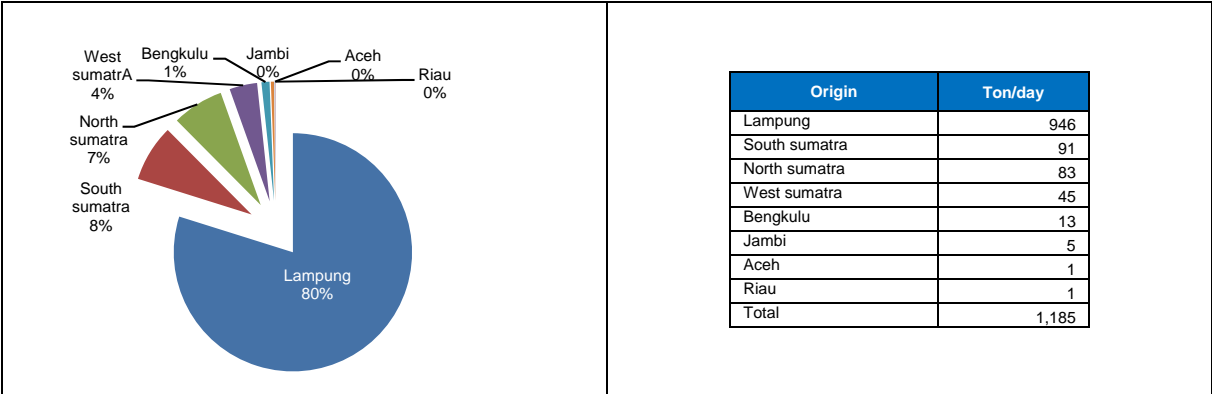 West
sumatrA
4%
Bengkulu
1%
Jambi
0%
Aceh
0%
Riau
0%
North
sumatra
7%
South
sumatra
8%
Lampung
80%
Origin Ton/day
Lampung 946
South sumatra 91
North sumatra 83
West sumatra 45
Bengkulu 13
Jambi 5
Aceh 1
Riau 1
Total 1,185